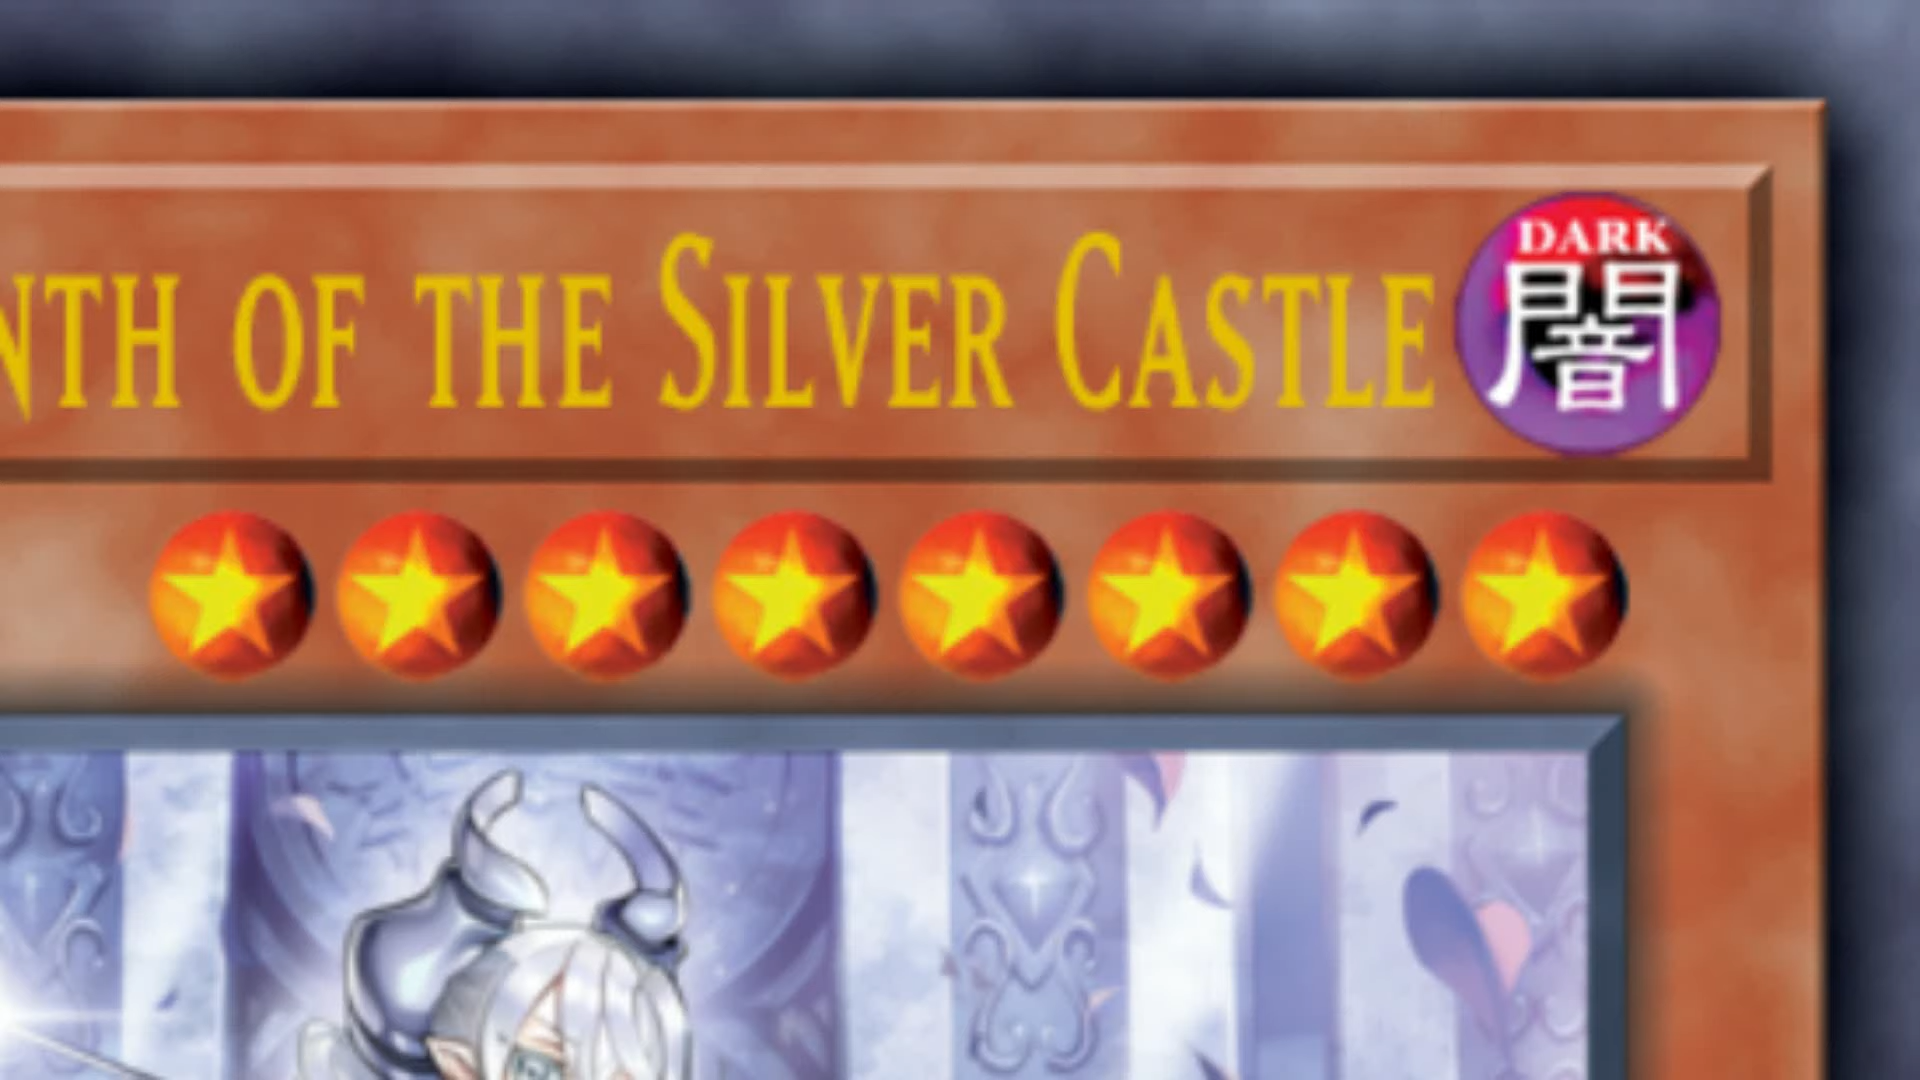 NTH OF THE SILVER CASTLE
DARK
闇